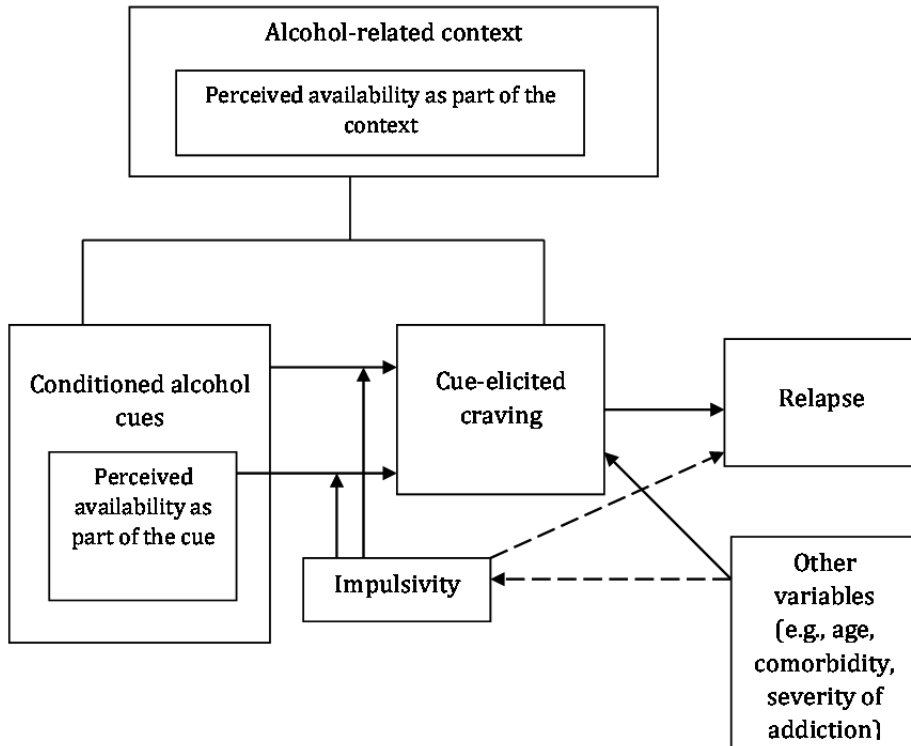 Alcohol-related context
Perceived availability as part of the
context
Conditioned alcohol
cues
Perceived
availability as
part of the cue
Cue-elicited
craving
Relapse
Impulsivity
Other
variables
(e.g., age,
comorbidity,
severity of
addiction)